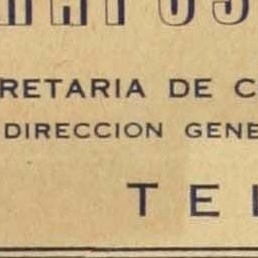 RETARIA DE C
DIRECCION GENE
TE